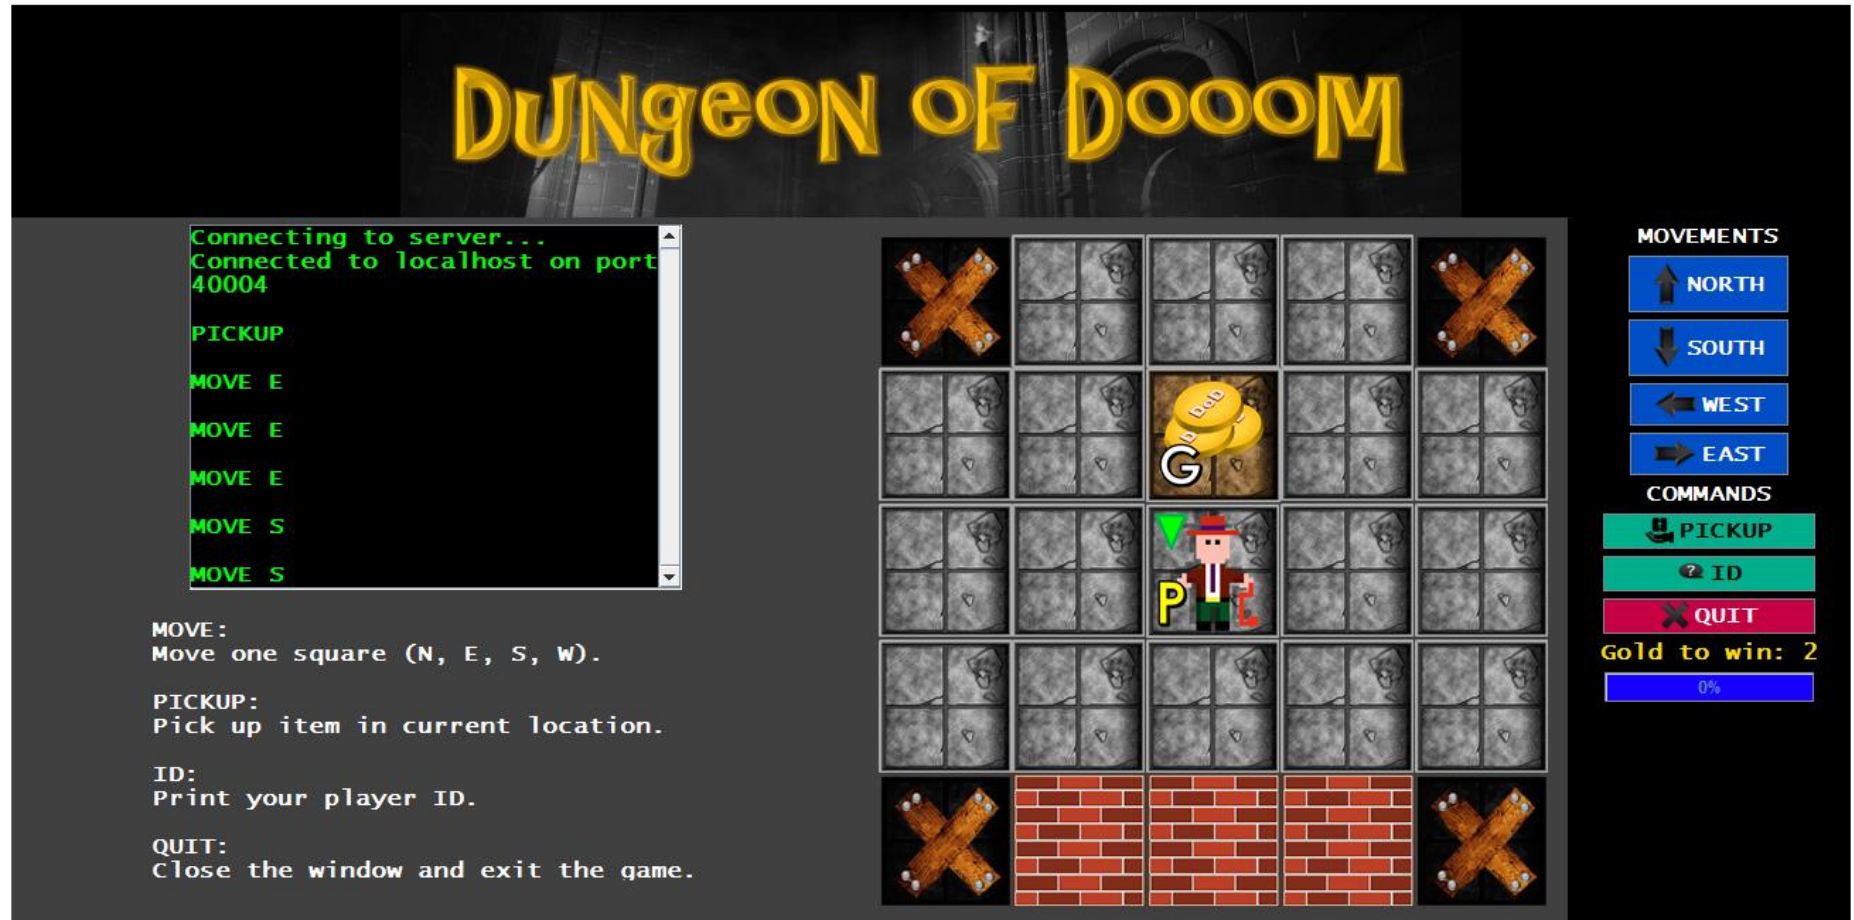 DUNgeoN oF DoooM
Connecting to server...
Connected to localhost on port
40004
PICKUP
MOVE E
MOVE E
MOVE E
MOVE S
MOVE S
MOVE:
Move one square (N, E, S, W).
PICKUP:
Pick up item in current location.
ID:
Print your player ID.
QUIT:
Close the window and exit the game.
DoD
D
G
P
MOVEMENTS
NORTH
SOUTH
WEST
EAST
COMMANDS
PICKUP
? ID
QUIT
Gold to win: 2
0%